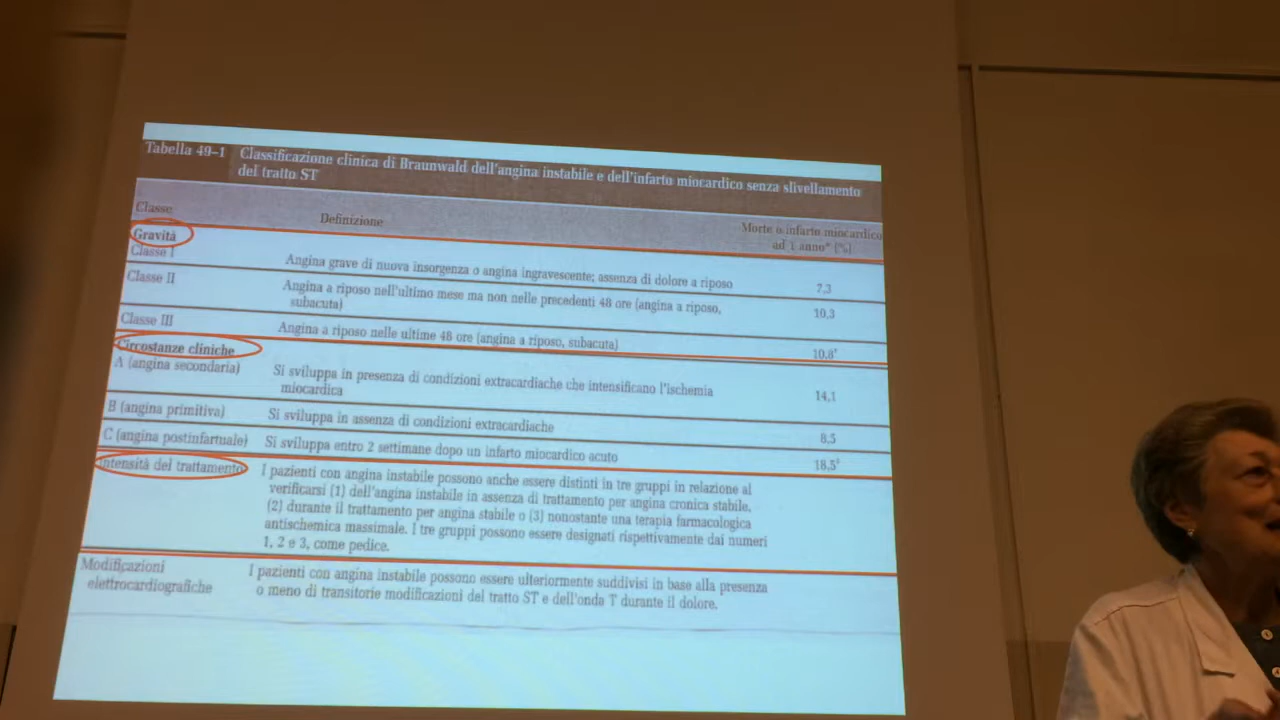 Tabella 49-1 Classificazione clinica di Braunwald dell'angina instabile e dell'infarto miocardico senza slivellamento
del tratto ST
Classe Definizione Morte o infarto miocardico
ad 1 anno* (%)
Gravità
Classe I Angina grave di nuova insorgenza o angina ingravescente; assenza di dolore a riposo 7,3
Classe II Angina a riposo nell'ultimo mese ma non nelle precedenti 48 ore (angina a riposo, 10,3
subacuta)
Classe III Angina a riposo nelle ultime 48 ore (angina a riposo, subacuta) 10,8†
Circostanze cliniche
A (angina secondaria) Si sviluppa in presenza di condizioni extracardiache che intensificano l'ischemia 14,1
miocardica
B (angina primitiva) Si sviluppa in assenza di condizioni extracardiache 8,5
C (angina postinfartuale) Si sviluppa entro 2 settimane dopo un infarto miocardico acuto 18,5‡
Intensità del trattamento I pazienti con angina instabile possono anche essere distinti in tre gruppi in relazione al
verificarsi (1) dell'angina instabile in assenza di trattamento per angina cronica stabile,
(2) durante il trattamento per angina stabile o (3) nonostante una terapia farmacologica
antischemica massimale. I tre gruppi possono essere designati rispettivamente dai numeri
1, 2 e 3, come pedice.
Modificazioni I pazienti con angina instabile possono essere ulteriormente suddivisi in base alla presenza
elettrocardiografiche o meno di transitorie modificazioni del tratto ST e dell'onda T durante il dolore.